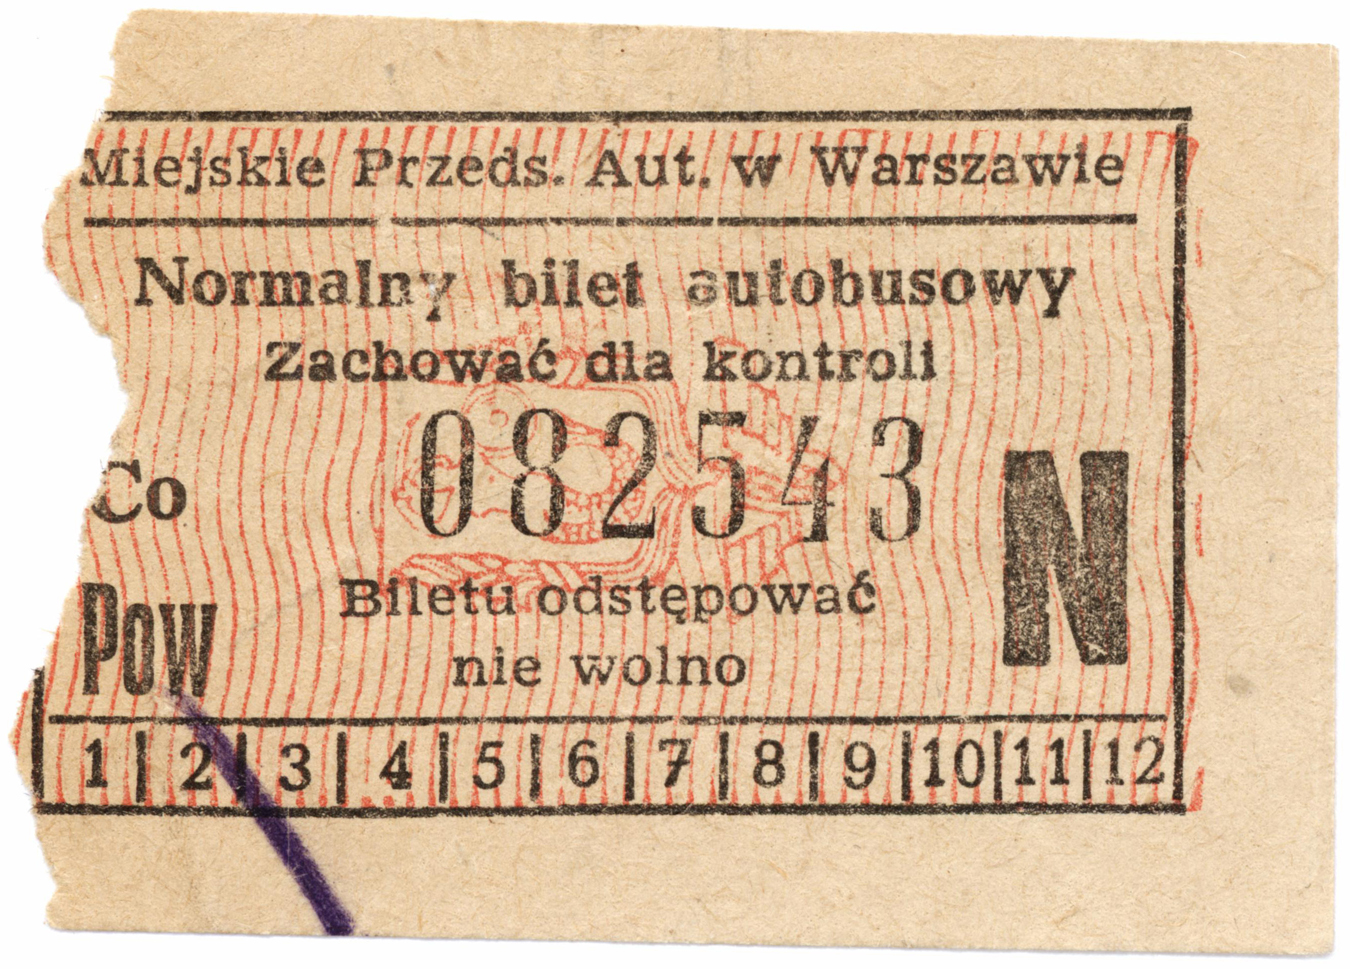 Miejskie Przeds. Aut. w Warszawie
Normalny bilet autobusowy
Zachować dla kontroli
082543
Co
N
Pow
Biletu odstępować
nie wolno
1 | 2 | 3 | 4 | 5 | 6 | 7 | 8 | 9 | 10 | 11 | 12